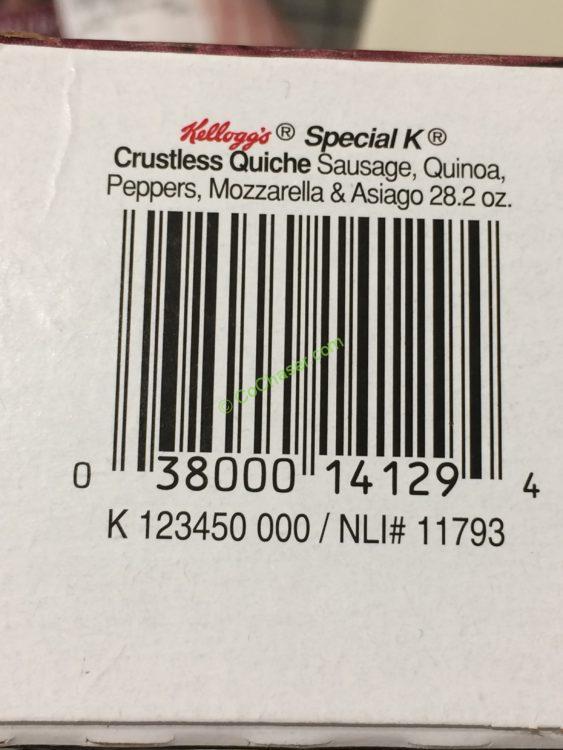 Kellogg's® Special K®
Crustless Quiche Sausage, Quinoa,
Peppers, Mozzarella & Asiago 28.2 oz.
© CoChaser.com
0 38000 14129 4
K 123450 000 / NLI# 11793